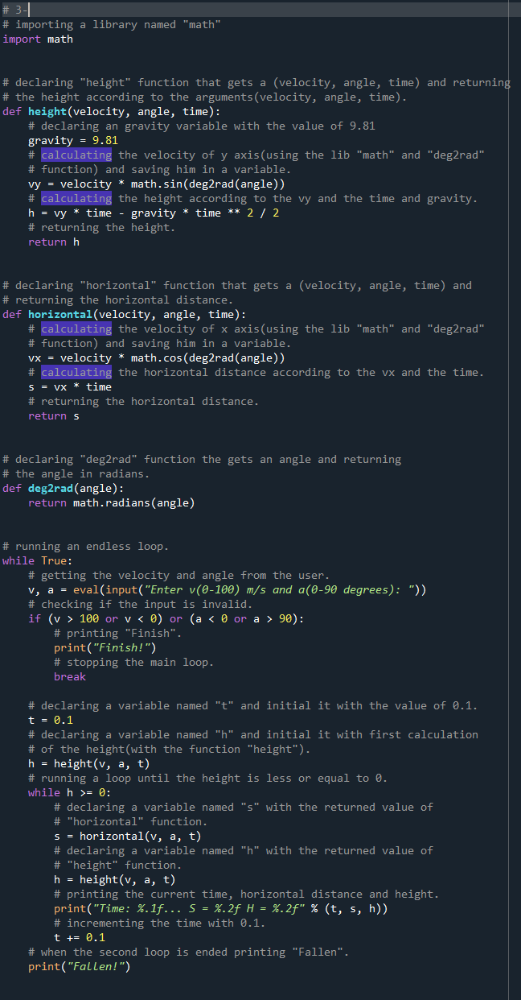 # 3-
# importing a library named "math"
import math
# declaring "height" function that gets a (velocity, angle, time) and returning
# the height according to the arguments(velocity, angle, time).
def height(velocity, angle, time):
    # declaring an gravity variable with the value of 9.81
    gravity = 9.81
    # calculating the velocity of y axis(using the lib "math" and "deg2rad"
    # function) and saving him in a variable.
    vy = velocity * math.sin(deg2rad(angle))
    # calculating the height according to the vy and the time and gravity.
    h = vy * time - gravity * time ** 2 / 2
    # returning the height.
    return h
# declaring "horizontal" function that gets a (velocity, angle, time) and
# returning the horizontal distance.
def horizontal(velocity, angle, time):
    # calculating the velocity of x axis(using the lib "math" and "deg2rad"
    # function) and saving him in a variable.
    vx = velocity * math.cos(deg2rad(angle))
    # calculating the horizontal distance according to the vx and the time.
    s = vx * time
    # returning the horizontal distance.
    return s
# declaring "deg2rad" function the gets an angle and returning
# the angle in radians.
def deg2rad(angle):
    return math.radians(angle)
# running an endless loop.
while True:
    # getting the velocity and angle from the user.
    v, a = eval(input("Enter v(0-100) m/s and a(0-90 degrees): "))
    # checking if the input is invalid.
    if (v > 100 or v < 0) or (a < 0 or a > 90):
        # printing "Finish".
        print("Finish!")
        # stopping the main loop.
        break
    # declaring a variable named "t" and initial it with the value of 0.1.
    t = 0.1
    # declaring a variable named "h" and initial it with first calculation
    # of the height(with the function "height").
    h = height(v, a, t)
    # running a loop until the height is less or equal to 0.
    while h >= 0:
        # declaring a variable named "s" with the returned value of
        # "horizontal" function.
        s = horizontal(v, a, t)
        # declaring a variable named "h" with the returned value of
        # "height" function.
        h = height(v, a, t)
        # printing the current time, horizontal distance and height.
        print("Time: %.1f... S = %.2f H = %.2f" % (t, s, h))
        # incrementing the time with 0.1.
        t += 0.1
    # when the second loop is ended printing "Fallen".
    print("Fallen!")